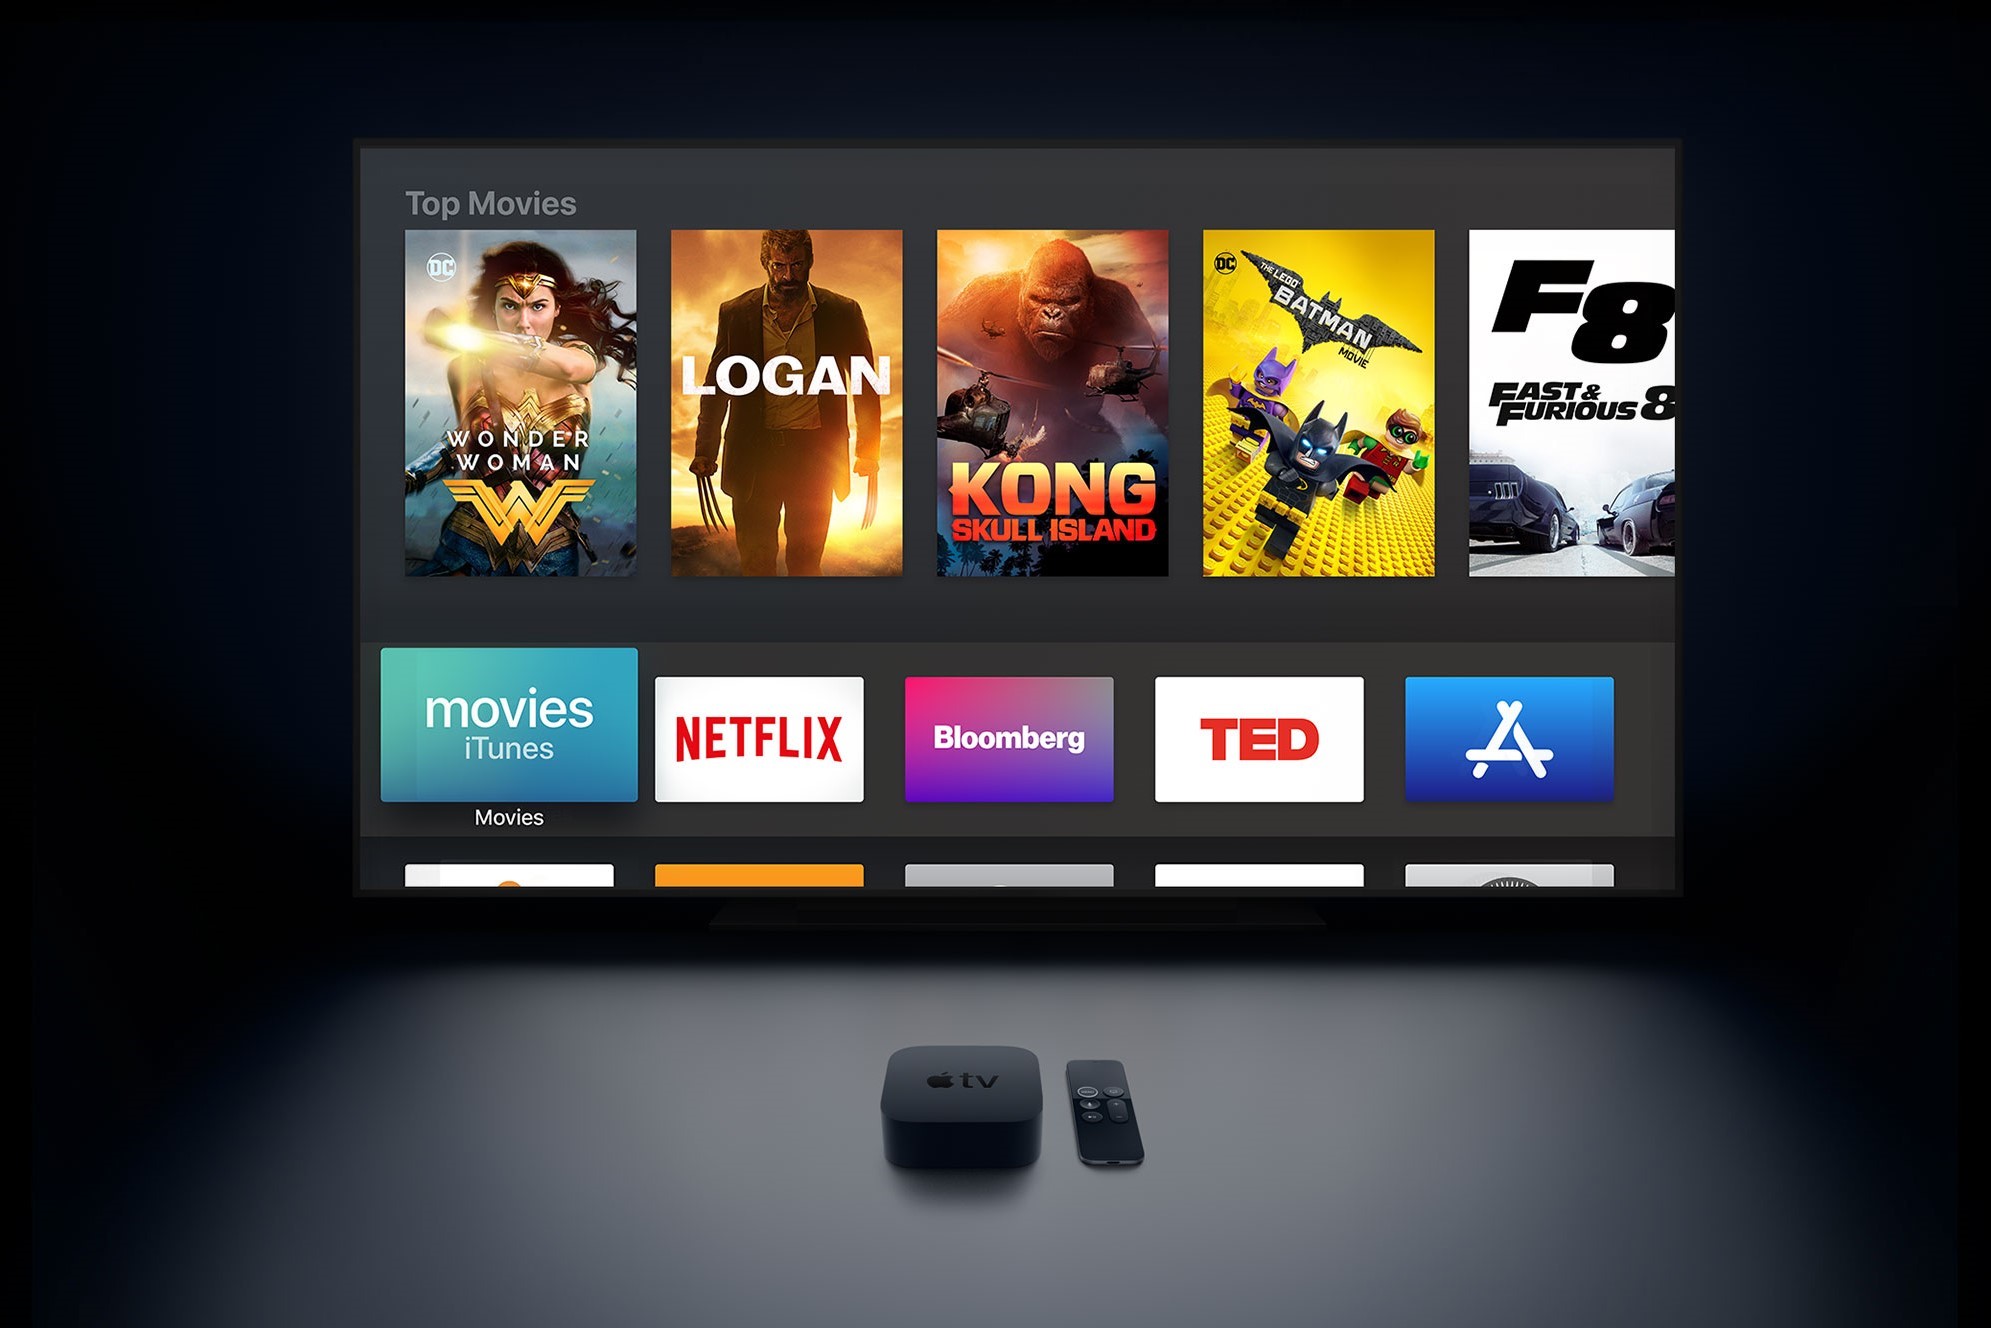 Top Movies
DC
WONDER
WOMAN
LOGAN
KONG
SKULL ISLAND
DC
THE LEGO
BATMAN
MOVIE
F8
FAST &
FURIOUS 8
movies
iTunes
NETFLIX
Bloomberg
TED
Movies
tv